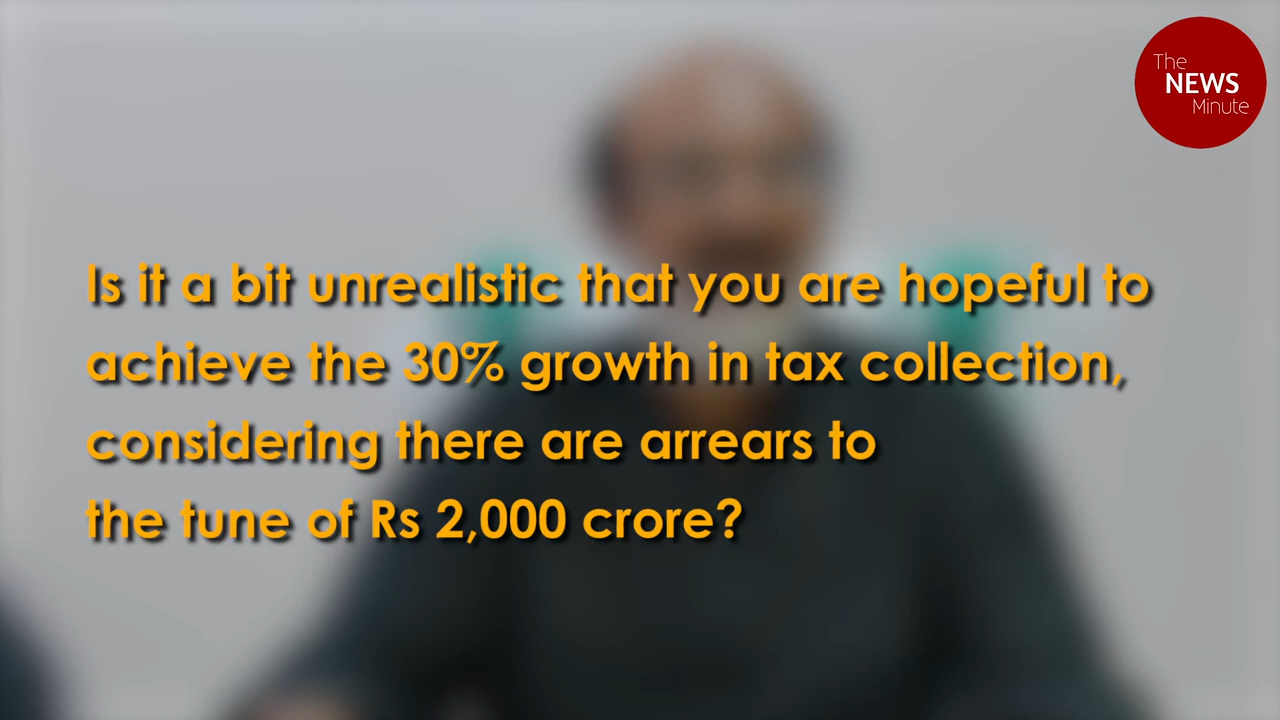 The
NEWS
Minute
Is it a bit unrealistic that you are hopeful to
achieve the 30% growth in tax collection,
considering there are arrears to
the tune of Rs 2,000 crore?